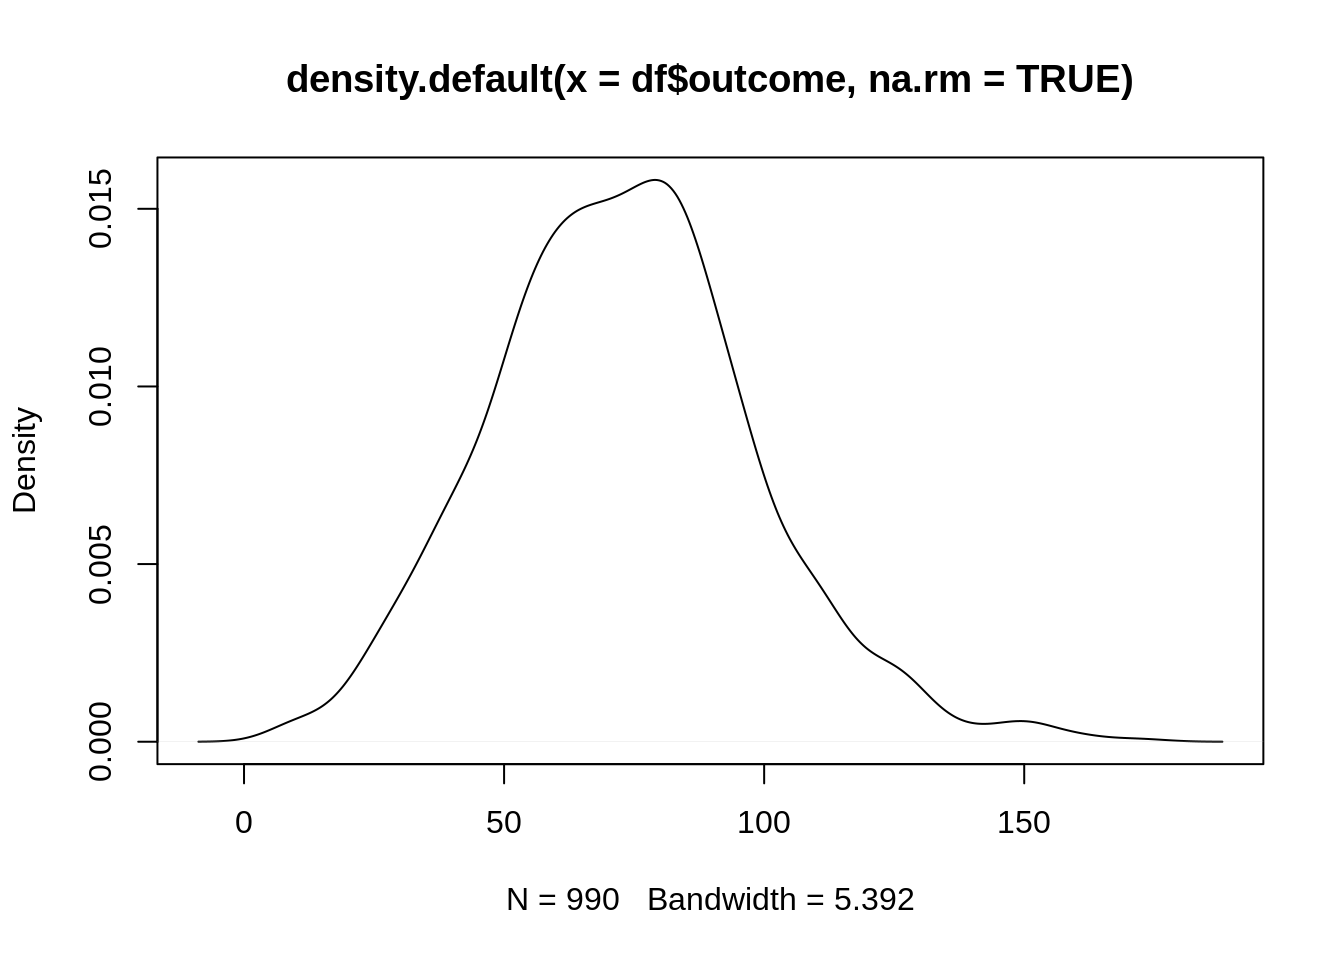 density.default(x = df$outcome, na.rm = TRUE)
Density
0.015
0.010
0.005
0.000
0 50 100 150
N = 990 Bandwidth = 5.392